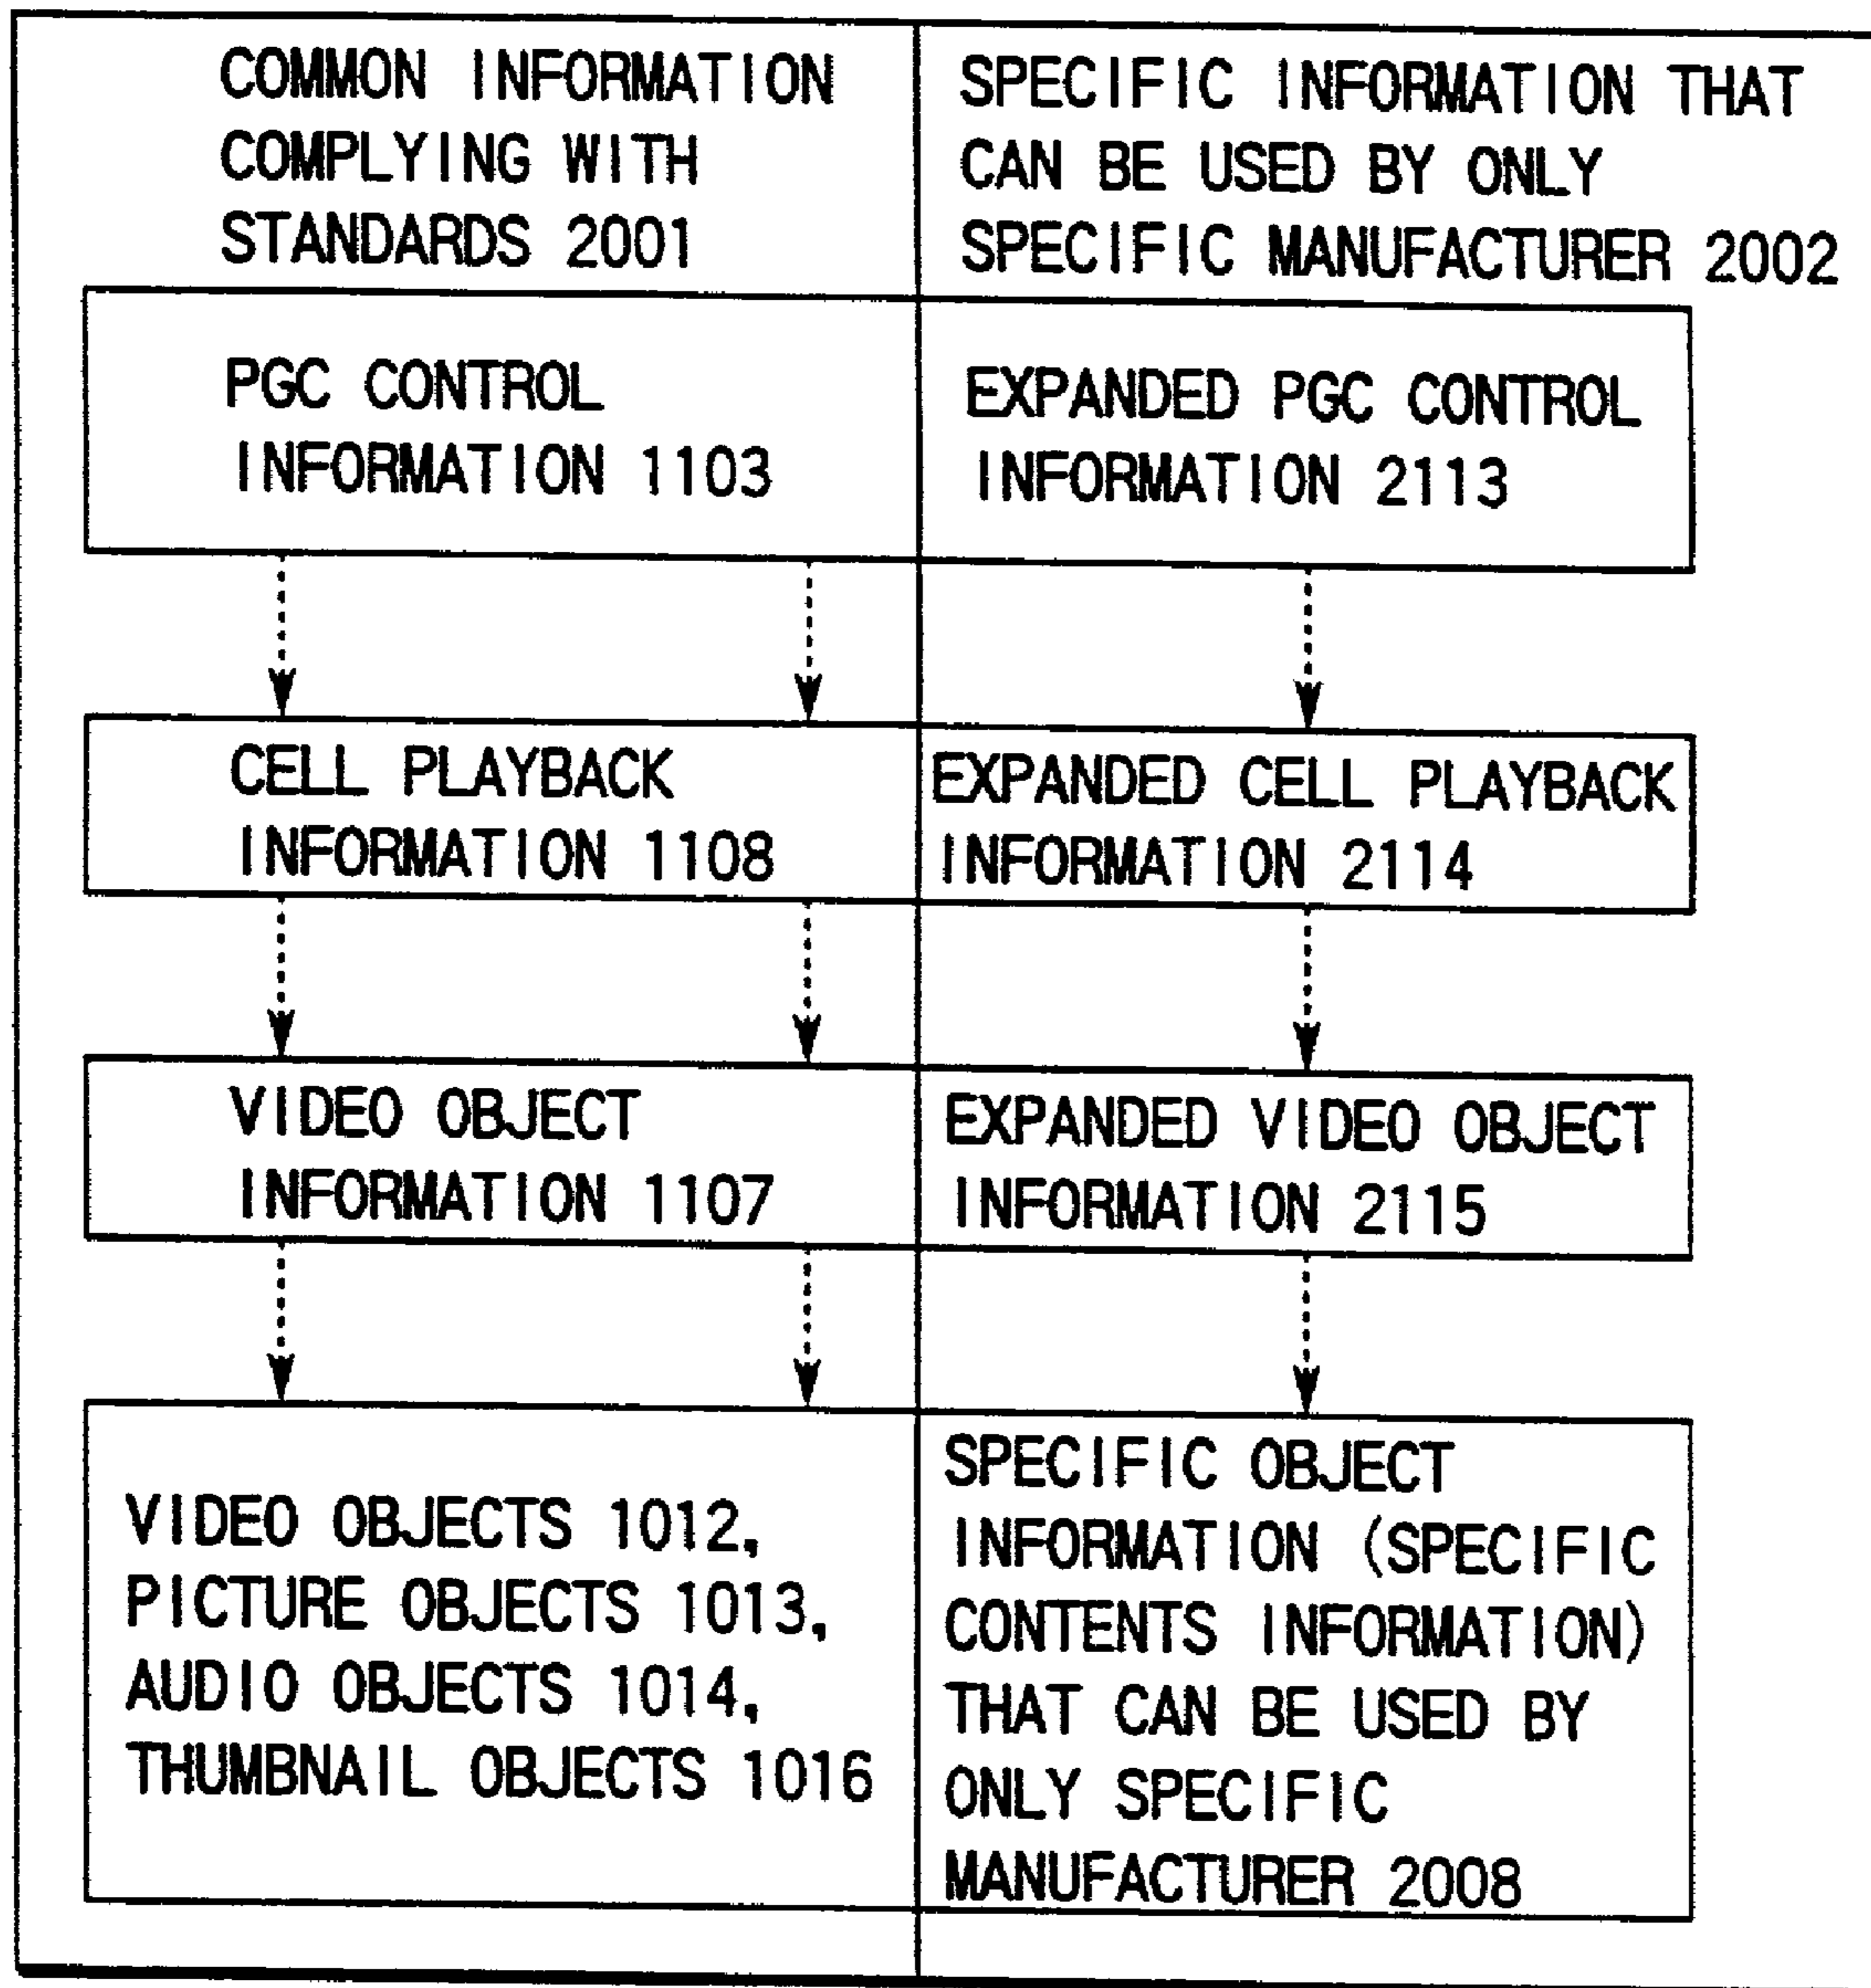 COMMON INFORMATION
COMPLYING WITH
STANDARDS 2001
SPECIFIC INFORMATION THAT
CAN BE USED BY ONLY
SPECIFIC MANUFACTURER 2002
PGC CONTROL
INFORMATION 1103
EXPANDED PGC CONTROL
INFORMATION 2113
CELL PLAYBACK
INFORMATION 1108
EXPANDED CELL PLAYBACK
INFORMATION 2114
VIDEO OBJECT
INFORMATION 1107
EXPANDED VIDEO OBJECT
INFORMATION 2115
VIDEO OBJECTS 1012,
PICTURE OBJECTS 1013,
AUDIO OBJECTS 1014,
THUMBNAIL OBJECTS 1016
SPECIFIC OBJECT
INFORMATION (SPECIFIC
CONTENTS INFORMATION)
THAT CAN BE USED BY
ONLY SPECIFIC
MANUFACTURER 2008